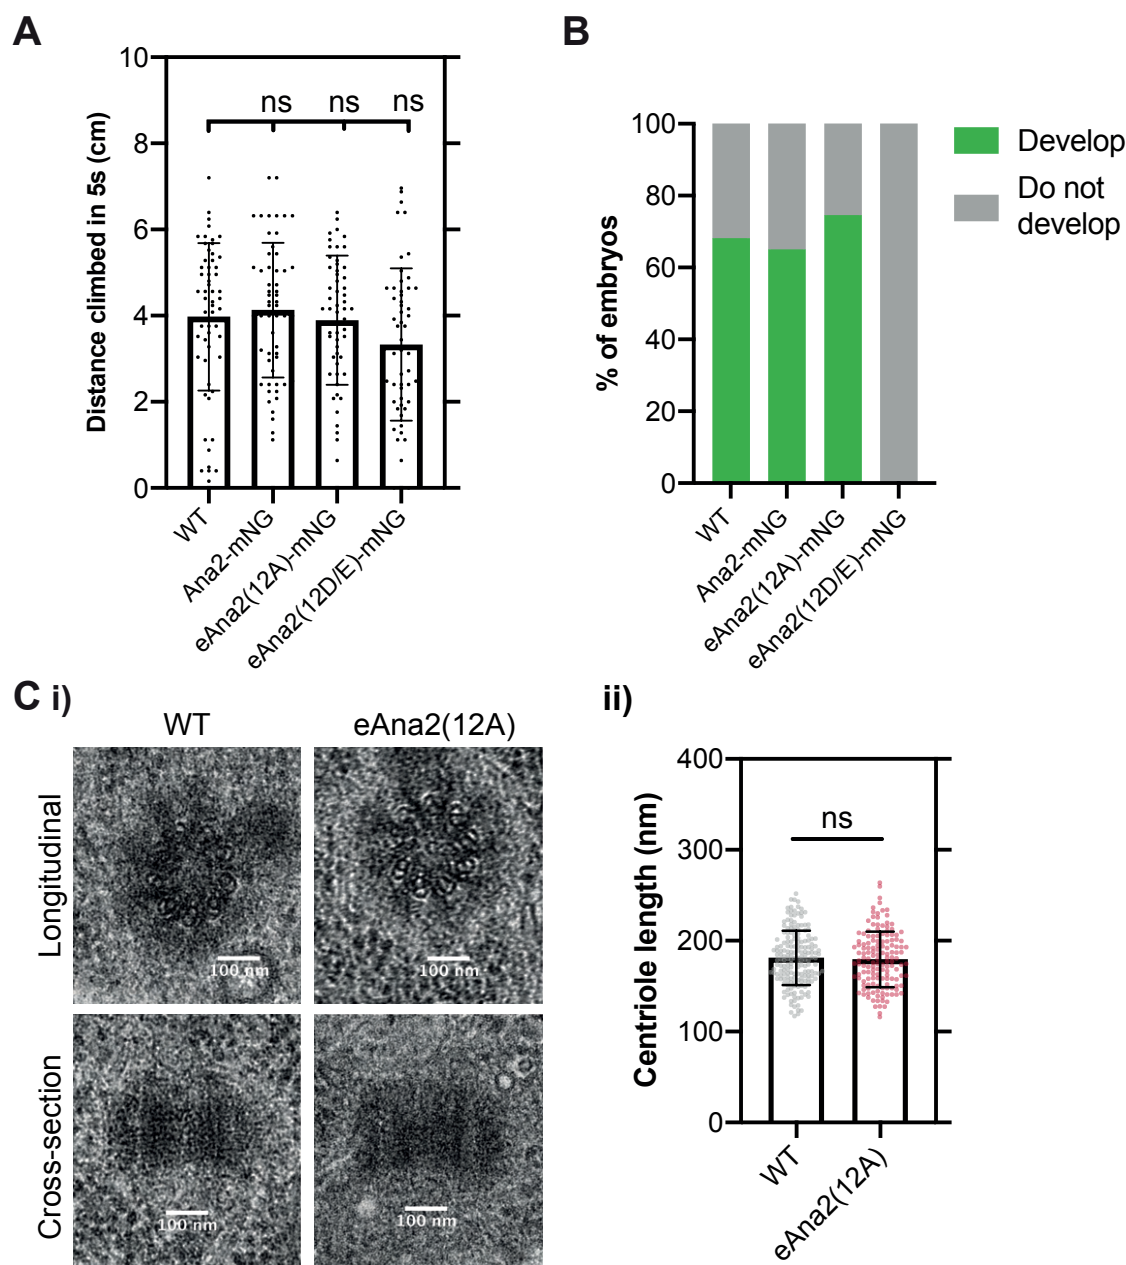 A
Distance climbed in 5s (cm)
10
8
6
4
2
0
ns
ns
ns
WT
Ana2-mNG
eAna2(12A)-mNG
eAna2(12D/E)-mNG
B
% of embryos
100
80
60
40
20
0
WT
Ana2-mNG
eAna2(12A)-mNG
eAna2(12D/E)-mNG
Develop
Do not
develop
C i)
WT
eAna2(12A)
Longitudinal
100 nm
100 nm
Cross-section
100 nm
100 nm
ii)
Centriole length (nm)
400
300
200
100
0
ns
WT
eAna2(12A)